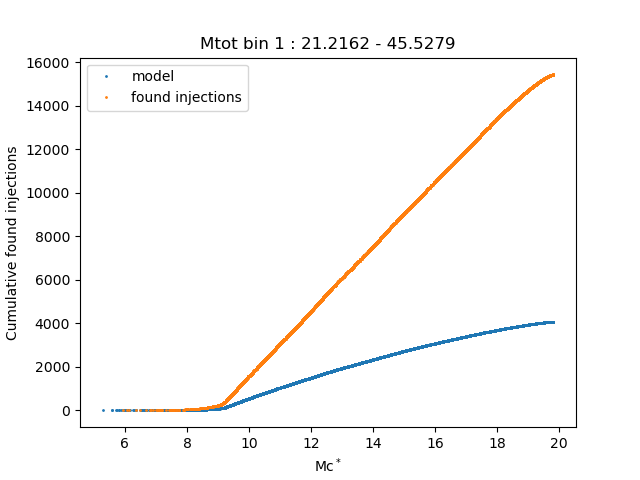 Mtot bin 1 : 21.2162 - 45.5279
16000
14000
12000
10000
8000
6000
4000
2000
0
Cumulative found injections
model
found injections
6 8 10 12 14 16 18 20
Mc*